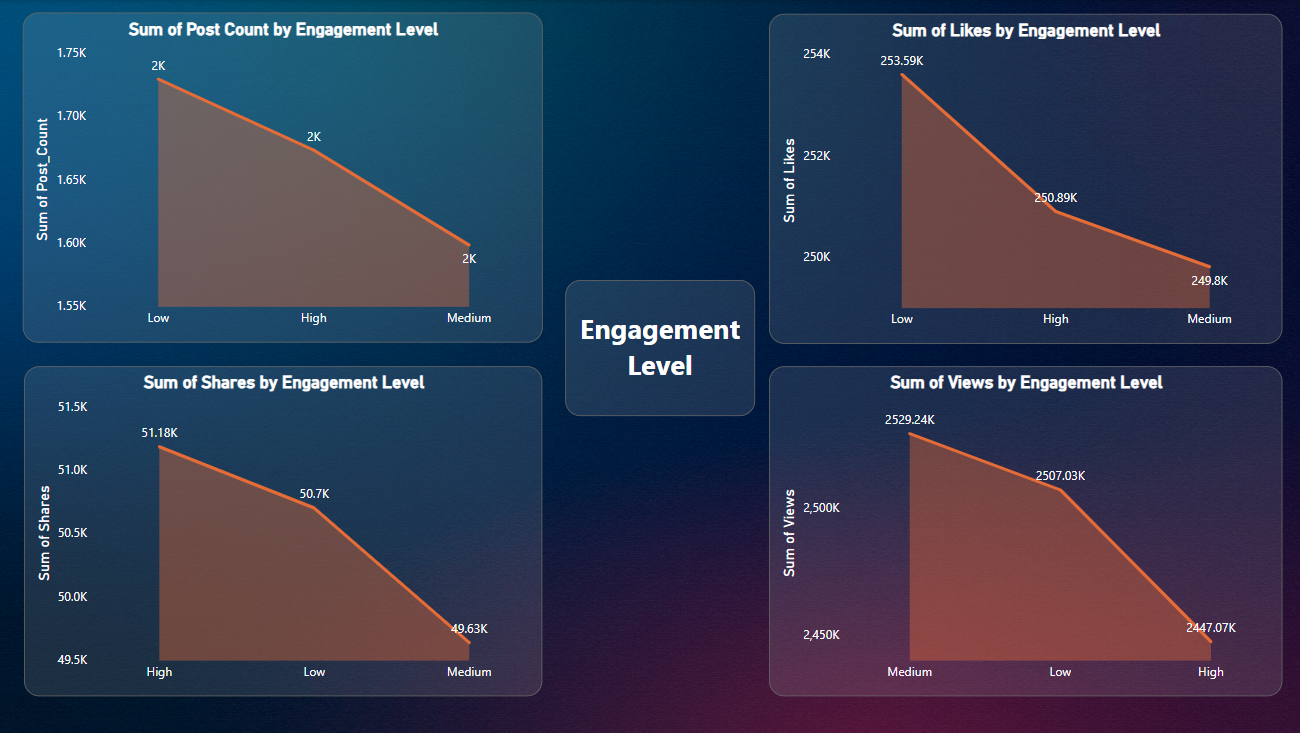 Sum of Post Count by Engagement Level
Sum of Post_Count
1.75K
1.70K
1.65K
1.60K
1.55K
2K
2K
2K
Low
High
Medium
Sum of Likes by Engagement Level
Sum of Likes
254K
252K
250K
253.59K
250.89K
249.8K
Low
High
Medium
Engagement
Level
Sum of Shares by Engagement Level
Sum of Shares
51.5K
51.0K
50.5K
50.0K
49.5K
51.18K
50.7K
49.63K
High
Low
Medium
Sum of Views by Engagement Level
Sum of Views
2,500K
2,450K
2529.24K
2507.03K
2447.07K
Medium
Low
High